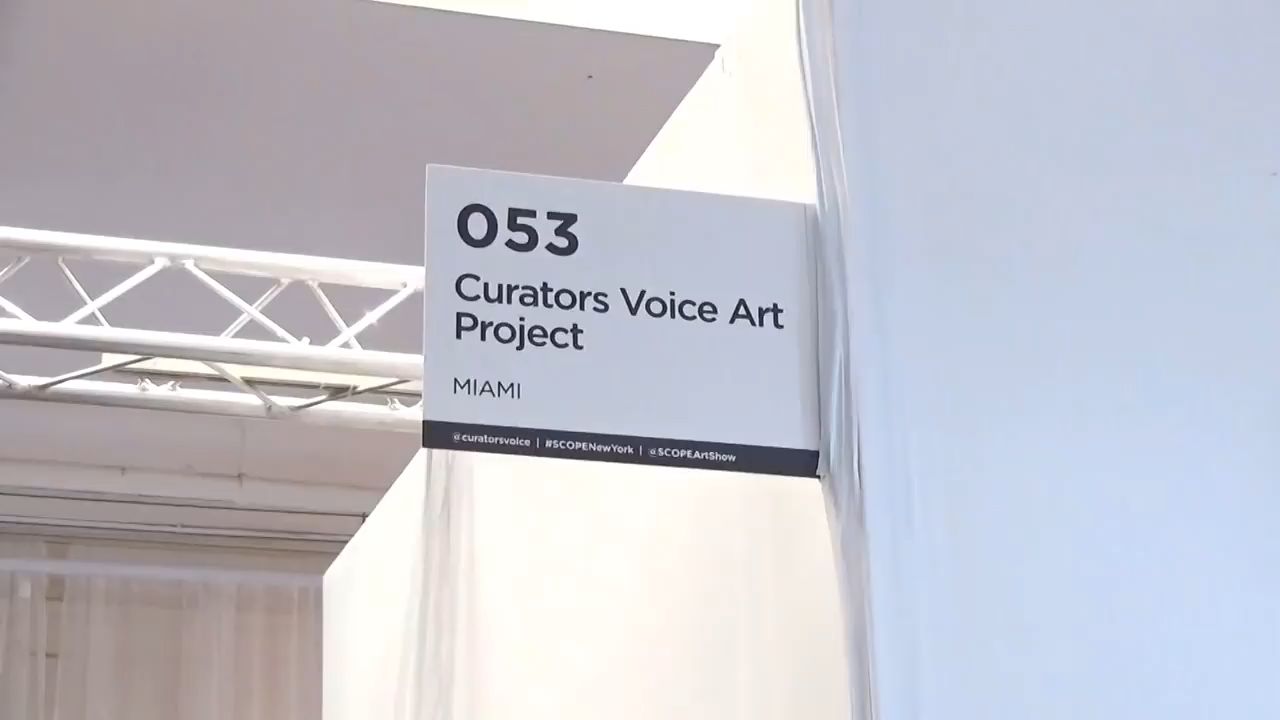 053
Curators Voice Art
Project
MIAMI
@curatorsvoice | #SCOPENewYork | @SCOPEArtShow